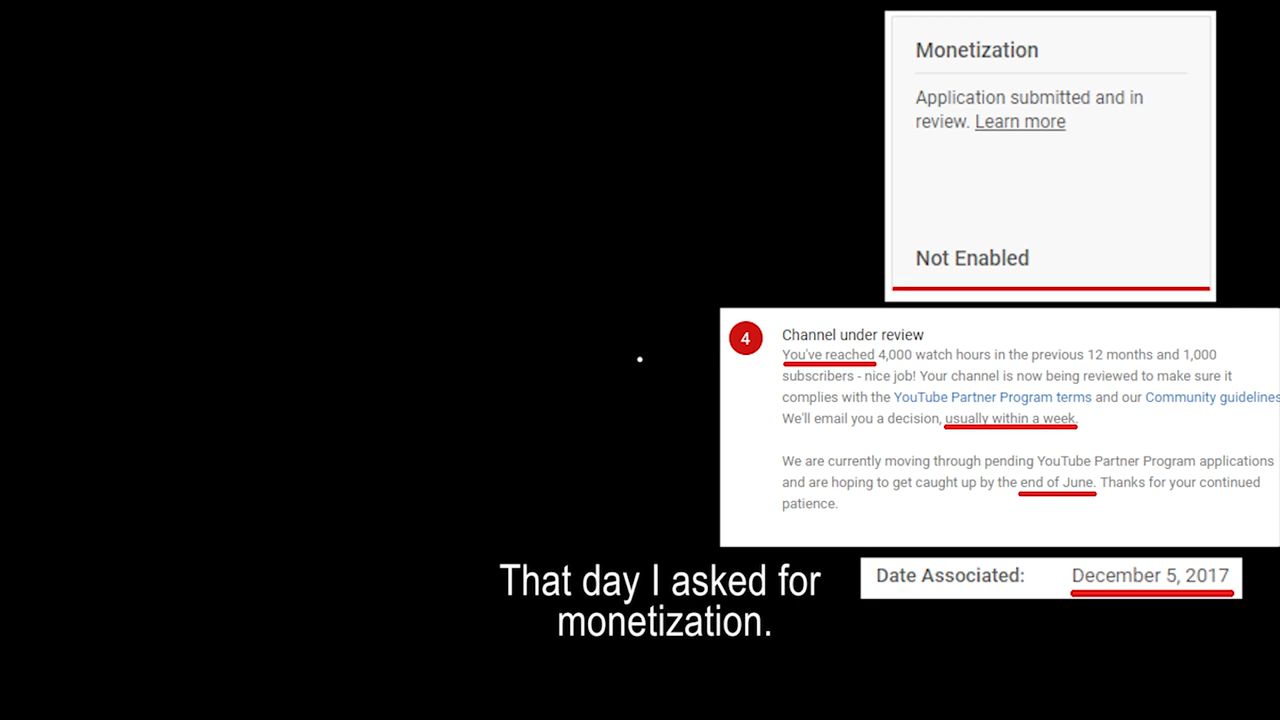 Monetization
Application submitted and in
review. Learn more
Not Enabled
4
Channel under review
You've reached 4,000 watch hours in the previous 12 months and 1,000
subscribers - nice job! Your channel is now being reviewed to make sure it
complies with the YouTube Partner Program terms and our Community guidelines
We'll email you a decision, usually within a week.
We are currently moving through pending YouTube Partner Program applications
and are hoping to get caught up by the end of June. Thanks for your continued
patience.
That day I asked for
monetization.
Date Associated: December 5, 2017